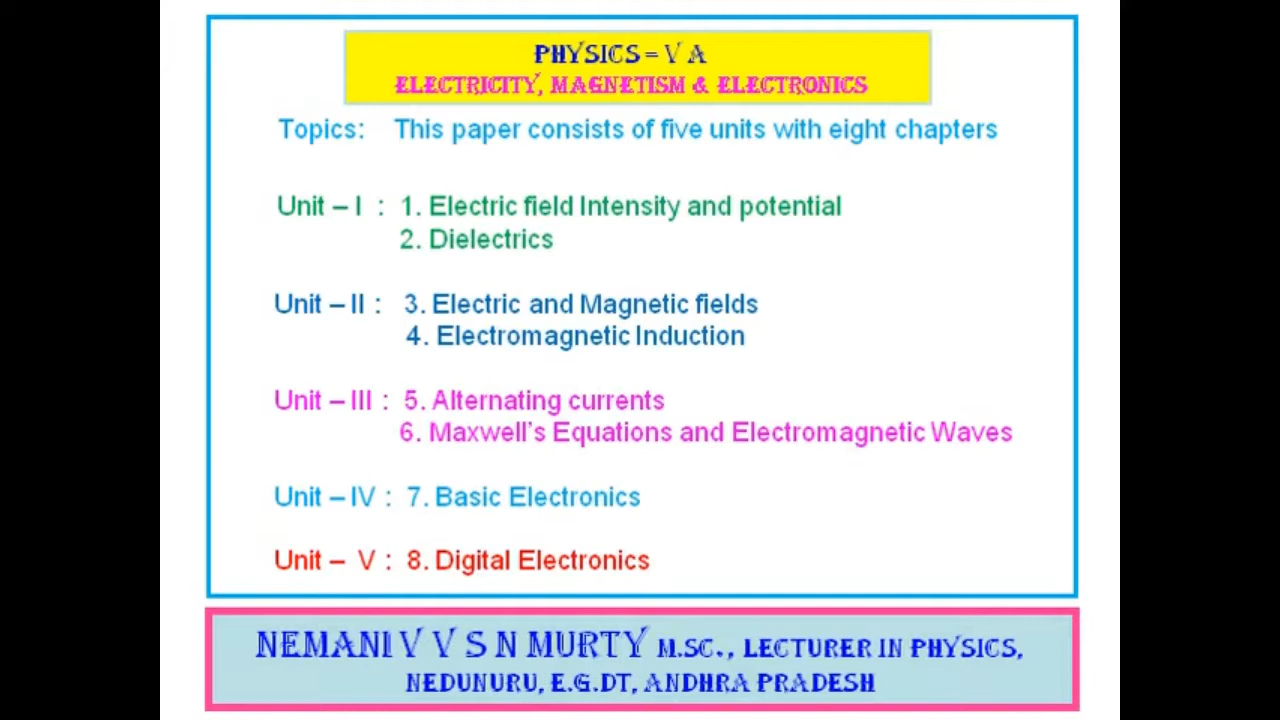 PHYSICS = V A
ELECTRICITY, MAGNETISM & ELECTRONICS
Topics: This paper consists of five units with eight chapters
Unit – I : 1. Electric field Intensity and potential
2. Dielectrics
Unit – II : 3. Electric and Magnetic fields
4. Electromagnetic Induction
Unit – III : 5. Alternating currents
6. Maxwell's Equations and Electromagnetic Waves
Unit – IV : 7. Basic Electronics
Unit – V : 8. Digital Electronics
NEMANI V V S N MURTY M.SC., LECTURER IN PHYSICS,
NEDUNURU, E.G.DT, ANDHRA PRADESH